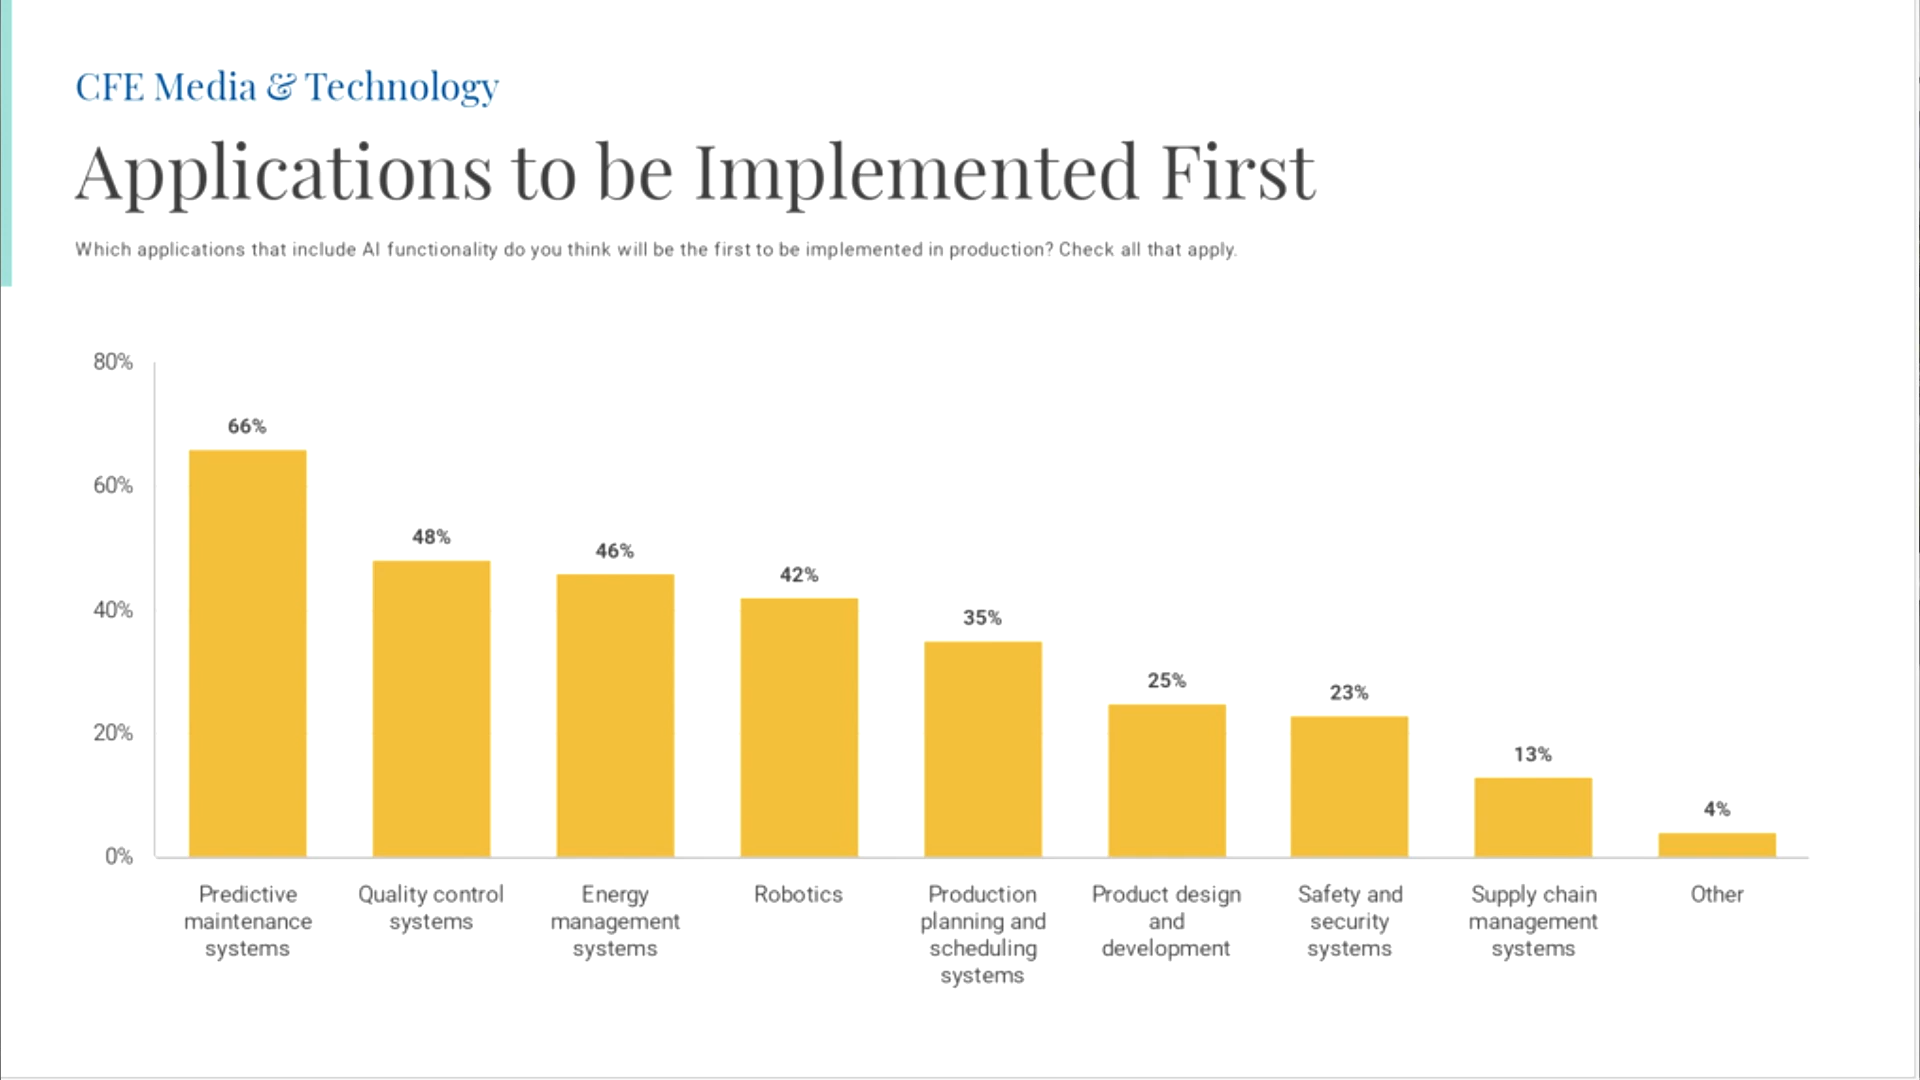 CFE Media & Technology
Applications to be Implemented First
Which applications that include AI functionality do you think will be the first to be implemented in production? Check all that apply.
80%
60%
40%
20%
0%
66%
48%
46%
42%
35%
25%
23%
13%
4%
Predictive
maintenance
systems
Quality control
systems
Energy
management
systems
Robotics
Production
planning and
scheduling
systems
Product design
and
development
Safety and
security
systems
Supply chain
management
systems
Other